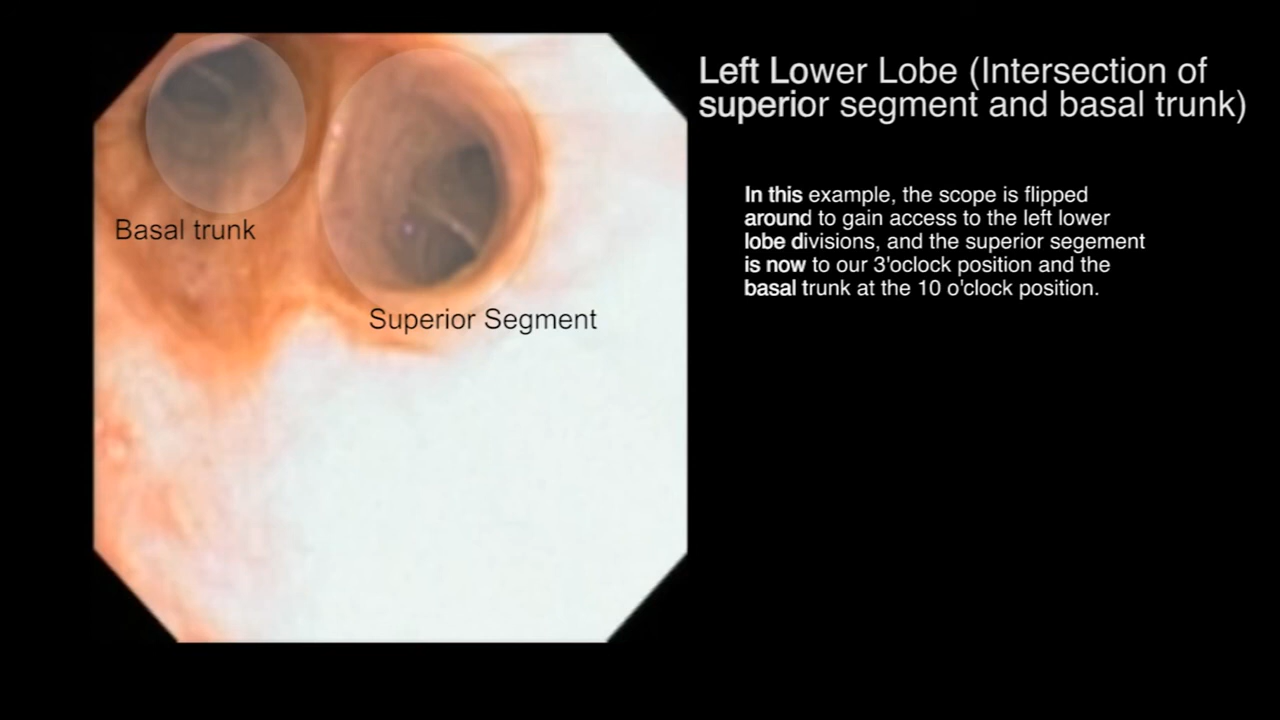 Left Lower Lobe (Intersection of
superior segment and basal trunk)
In this example, the scope is flipped
around to gain access to the left lower
lobe divisions, and the superior segement
is now to our 3'oclock position and the
basal trunk at the 10 o'clock position.
Basal trunk
Superior Segment